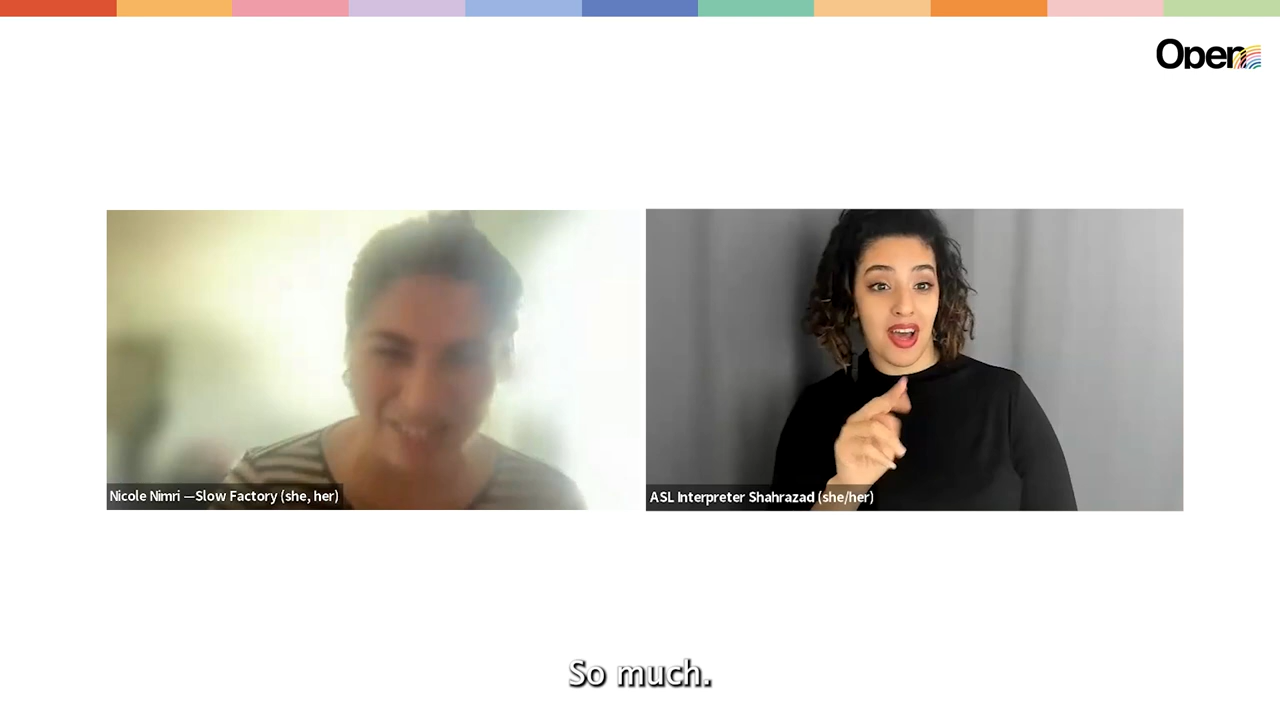 Open
Nicole Nimri —Slow Factory (she, her)
ASL Interpreter Shahrazad (she/her)
So much.